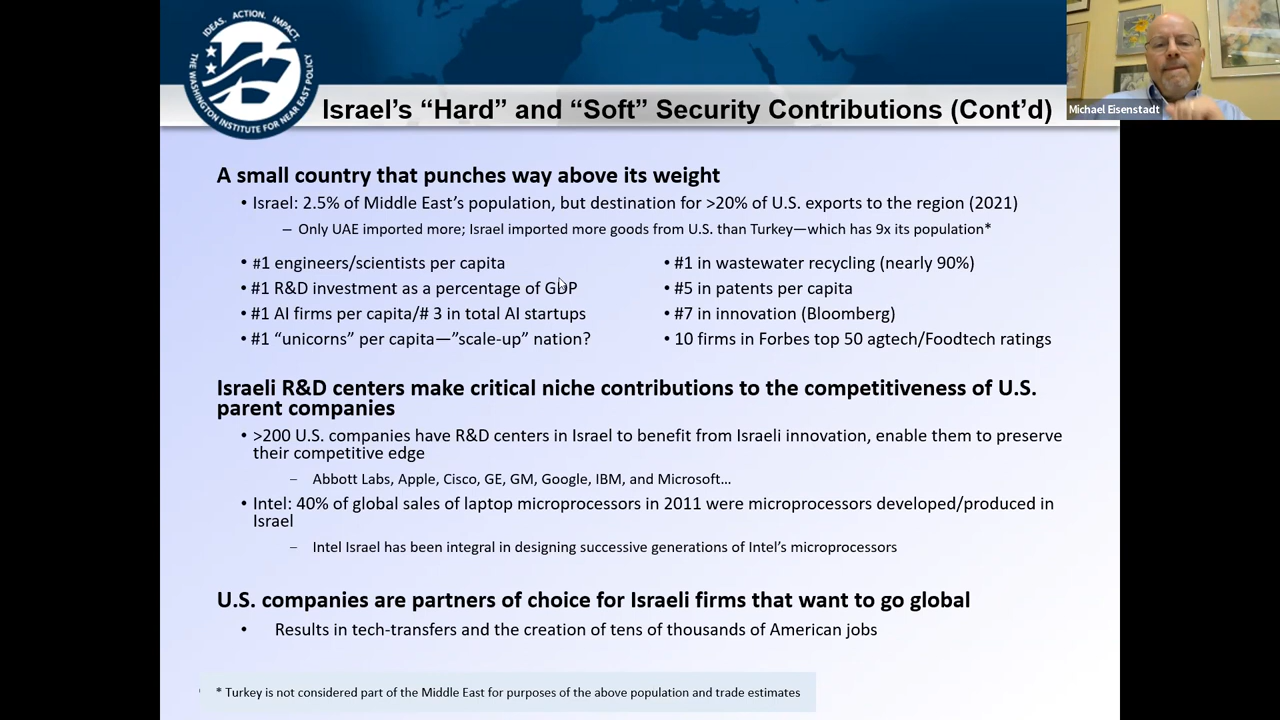 IDEAS. ACTION. IMPACT.
THE WASHINGTON INSTITUTE FOR NEAR EAST POLICY
Israel's “Hard” and “Soft” Security Contributions (Cont'd)
Michael Eisenstadt
A small country that punches way above its weight
• Israel: 2.5% of Middle East's population, but destination for >20% of U.S. exports to the region (2021)
– Only UAE imported more; Israel imported more goods from U.S. than Turkey—which has 9x its population*
• #1 engineers/scientists per capita
• #1 R&D investment as a percentage of GDP
• #1 AI firms per capita/# 3 in total AI startups
• #1 “unicorns” per capita—”scale-up” nation?
• #1 in wastewater recycling (nearly 90%)
• #5 in patents per capita
• #7 in innovation (Bloomberg)
• 10 firms in Forbes top 50 agtech/Foodtech ratings
Israeli R&D centers make critical niche contributions to the competitiveness of U.S.
parent companies
• >200 U.S. companies have R&D centers in Israel to benefit from Israeli innovation, enable them to preserve
their competitive edge
– Abbott Labs, Apple, Cisco, GE, GM, Google, IBM, and Microsoft…
• Intel: 40% of global sales of laptop microprocessors in 2011 were microprocessors developed/produced in
Israel
– Intel Israel has been integral in designing successive generations of Intel's microprocessors
U.S. companies are partners of choice for Israeli firms that want to go global
• Results in tech-transfers and the creation of tens of thousands of American jobs
* Turkey is not considered part of the Middle East for purposes of the above population and trade estimates